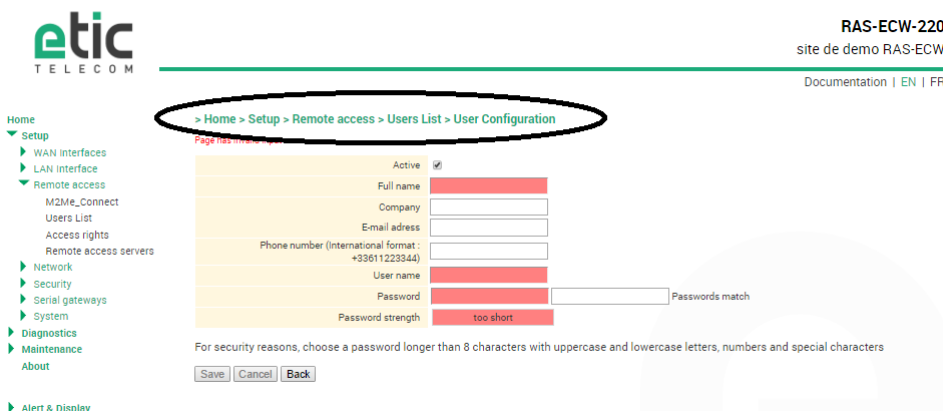 etic
TELECOM
RAS-ECW-220
site de demo RAS-ECW
Documentation | EN | FR
Home
Setup
WAN Interfaces
LAN Interface
Remote access
M2Me_Connect
Users List
Access rights
Remote access servers
Network
Security
Serial gateways
System
Diagnostics
Maintenance
About
Alert & Display
> Home > Setup > Remote access > Users List > User Configuration
Page has
Active
Full name
Company
E-mail adress
Phone number (International format :
+33611223344)
User name
Password
Passwords match
Password strength
too short
For security reasons, choose a password longer than 8 characters with uppercase and lowercase letters, numbers and special characters
Save Cancel Back